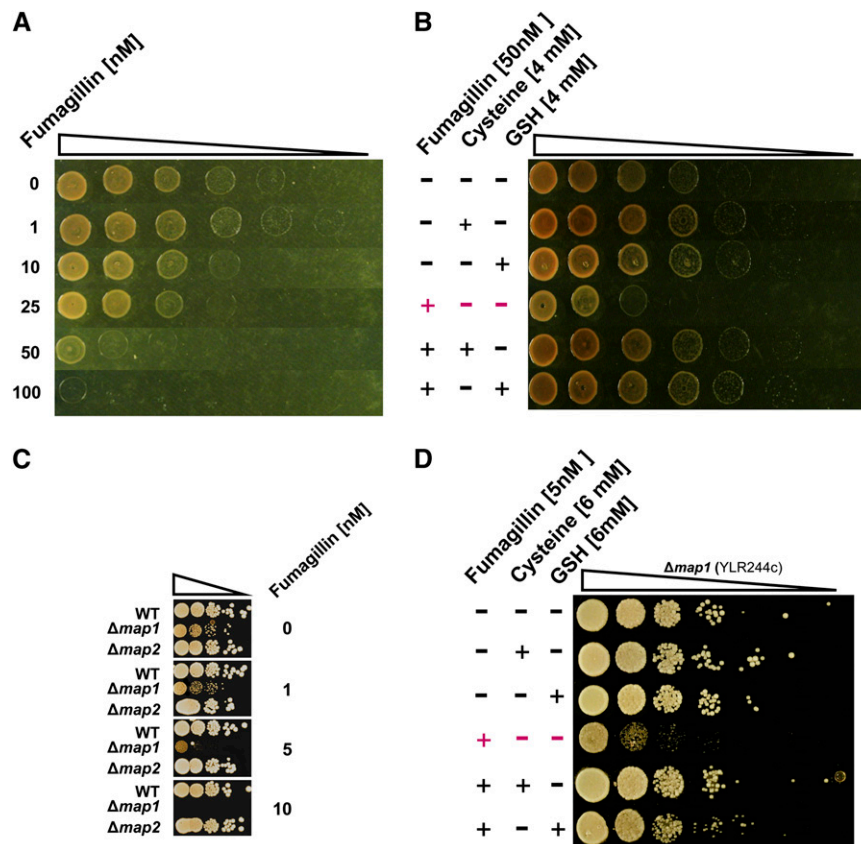 A
Fumagillin [nM]
0
1
10
25
50
100
B
Fumagillin [50nM ]
Cysteine [4 mM]
GSH [4 mM]
- - -
- + -
- - +
+ - -
+ + -
+ - +
C
Fumagillin [nM]
WT
Δmap1
Δmap2
0
WT
Δmap1
Δmap2
1
WT
Δmap1
Δmap2
5
WT
Δmap1
Δmap2
10
D
Fumagillin [5nM ]
Cysteine [6 mM]
GSH [6mM]
Δmap1 (YLR244c)
- - -
- + -
- - +
+ - -
+ + -
+ - +